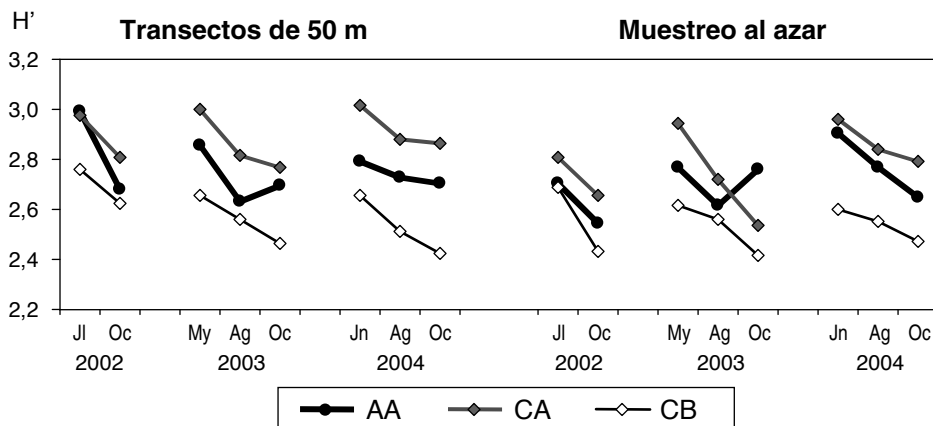 H'
Transectos de 50 m Muestreo al azar
3,2
3,0
2,8
2,6
2,4
2,2
Jl Oc My Ag Oc Jn Ag Oc Jl Oc My Ag Oc Jn Ag Oc
2002 2003 2004 2002 2003 2004
AA CA CB